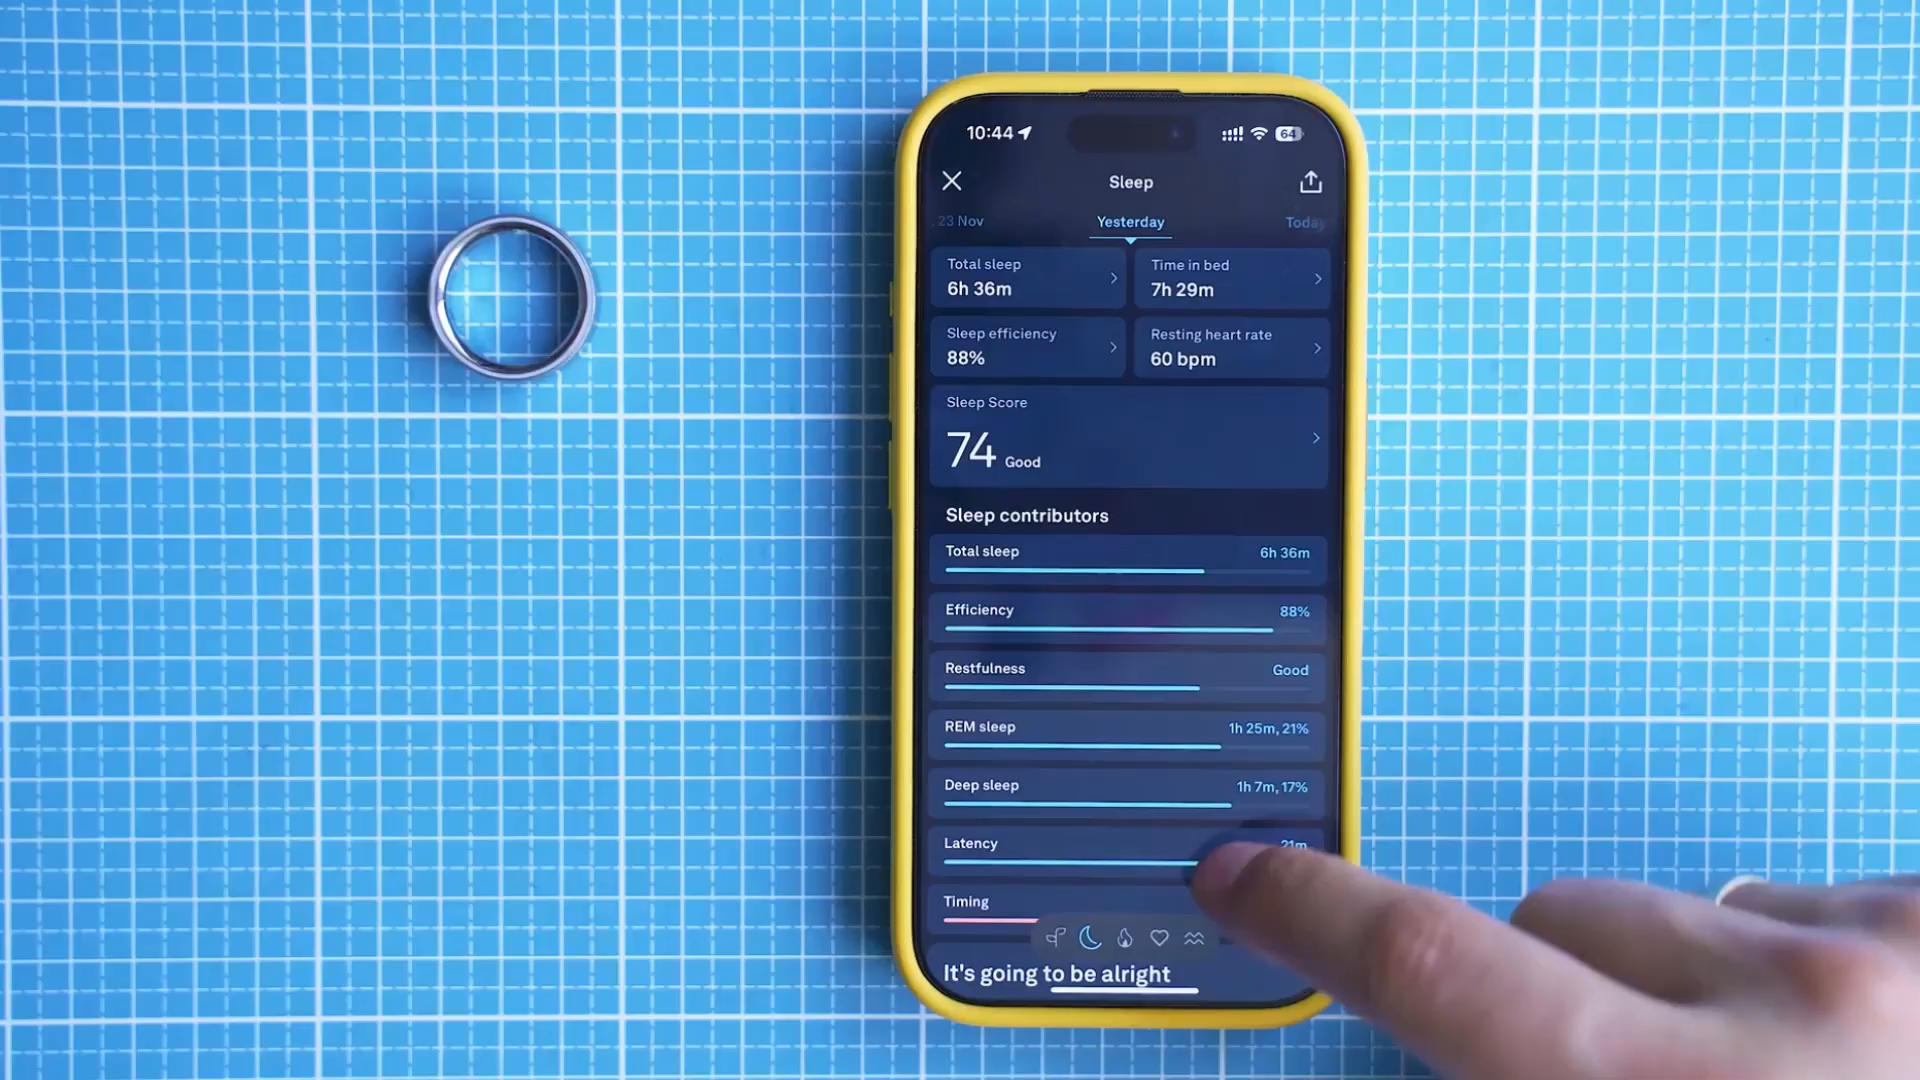 10:44
64
Sleep
23 Nov
Yesterday
Today
Total sleep
6h 36m
Time in bed
7h 29m
Sleep efficiency
88%
Resting heart rate
60 bpm
Sleep Score
74 Good
Sleep contributors
Total sleep 6h 36m
Efficiency 88%
Restfulness Good
REM sleep 1h 25m, 21%
Deep sleep 1h 7m, 17%
Latency 21m
Timing
It's going to be alright